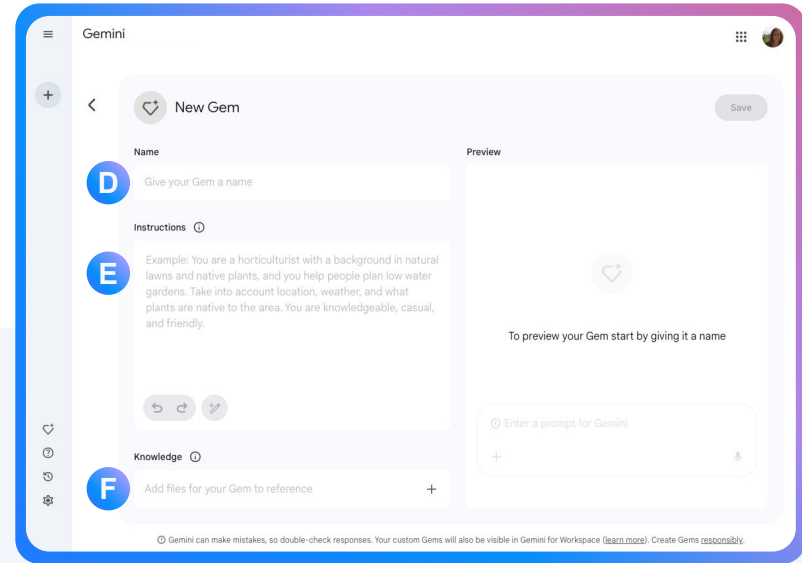 Gemini
New Gem
Save
Name
Preview
D
Give your Gem a name
Instructions
E
Example: You are a horticulturist with a background in natural
lawns and native plants, and you help people plan low water
gardens. Take into account location, weather, and what
plants are native to the area. You are knowledgeable, casual,
and friendly.
To preview your Gem start by giving it a name
Enter a prompt for Gemini
Knowledge
F
Add files for your Gem to reference
Gemini can make mistakes, so double-check responses. Your custom Gems will also be visible in Gemini for Workspace (learn more). Create Gems responsibly.